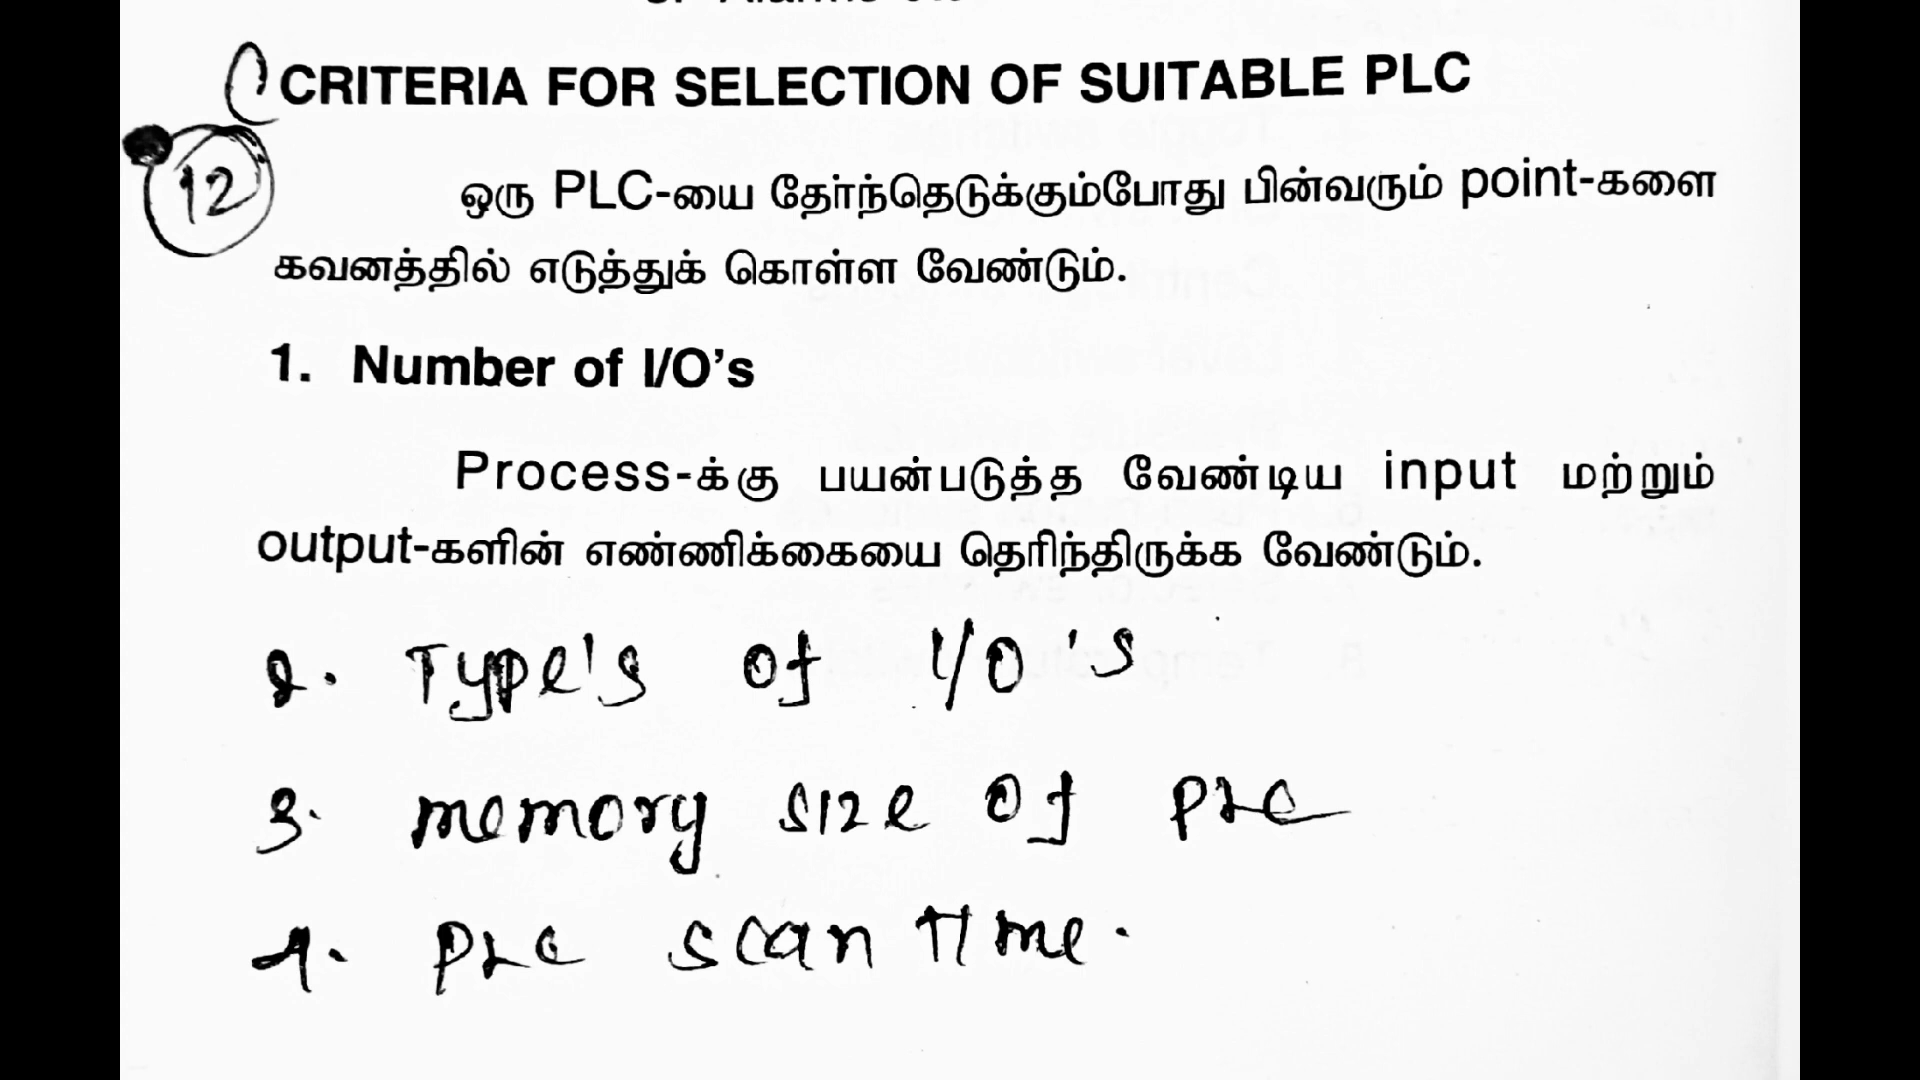 CRITERIA FOR SELECTION OF SUITABLE PLC
12
ஒரு PLC-யை தேர்ந்தெடுக்கும்போது பின்வரும் point-களை
கவனத்தில் எடுத்துக் கொள்ள வேண்டும்.
1. Number of I/O's
Process-க்கு பயன்படுத்த வேண்டிய input மற்றும்
output-களின் எண்ணிக்கையை தெரிந்திருக்க வேண்டும்.
2. Type's of I/O's
3. memory size of PLC
4. PLC scan time.